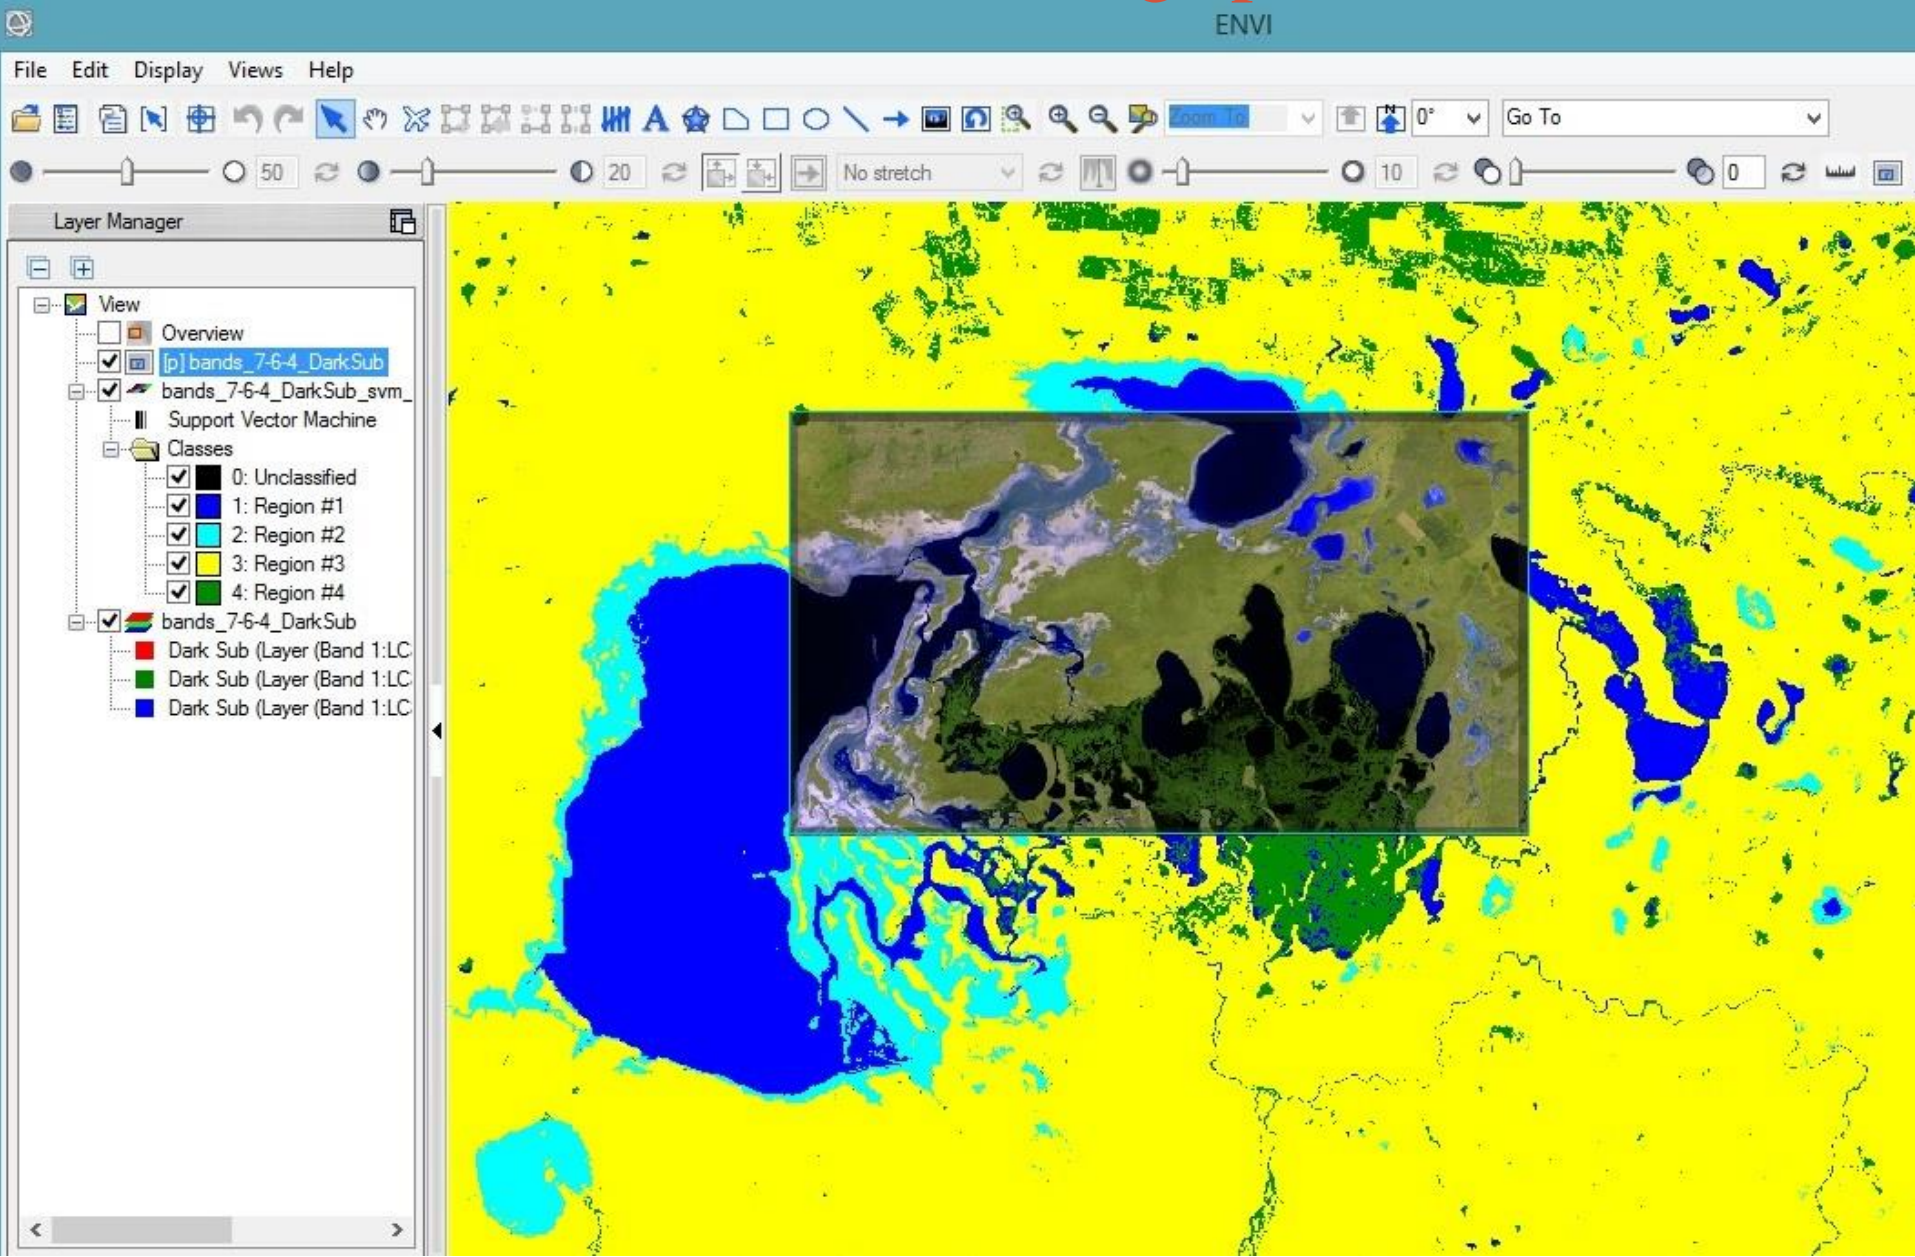 ENVI
File Edit Display Views Help
Zoom To 0° Go To
50 20 No stretch 10 0
Layer Manager
View
Overview
[p] bands_7-6-4_DarkSub
bands_7-6-4_DarkSub_svm_
Support Vector Machine
Classes
0: Unclassified
1: Region #1
2: Region #2
3: Region #3
4: Region #4
bands_7-6-4_DarkSub
Dark Sub (Layer (Band 1:LC
Dark Sub (Layer (Band 1:LC
Dark Sub (Layer (Band 1:LC